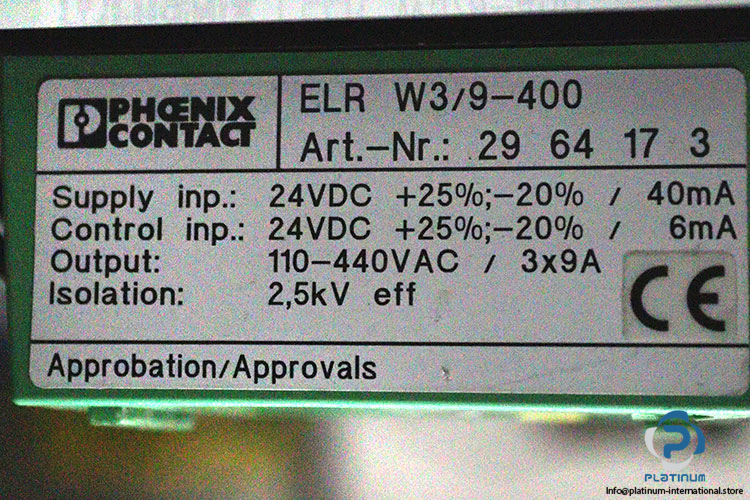 PHŒNIX
CONTACT
ELR W3/9-400
Art.-Nr.: 29 64 17 3
Supply inp.: 24VDC +25%;-20% / 40mA
Control inp.: 24VDC +25%;-20% / 6mA
Output: 110-440VAC / 3x9A
Isolation: 2,5kV eff
CE
Approbation/Approvals
PLATINUM
Info@platinum-international.store